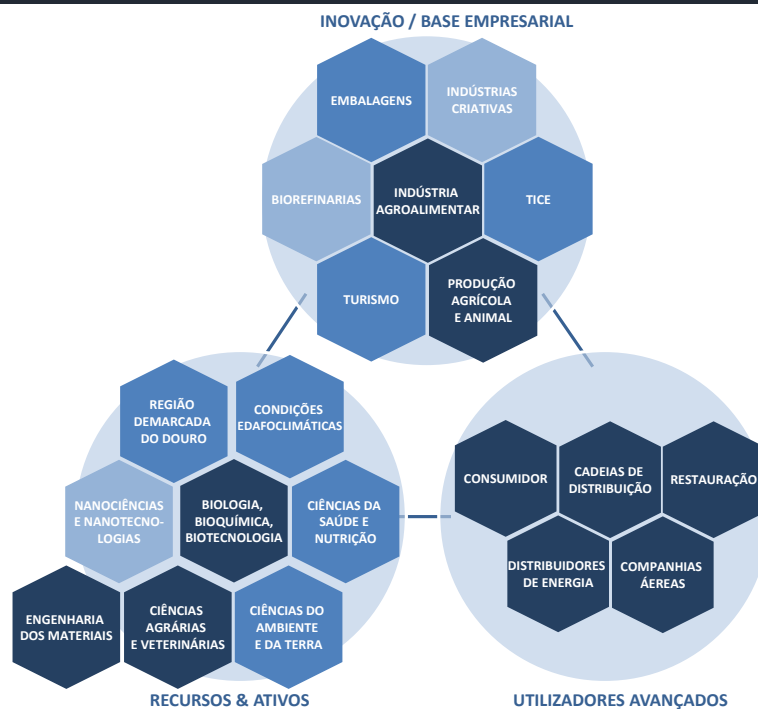 INOVAÇÃO / BASE EMPRESARIAL
EMBALAGENS
INDÚSTRIAS
CRIATIVAS
BIOREFINARIAS
INDÚSTRIA
AGROALIMENTAR
TICE
TURISMO
PRODUÇÃO
AGRÍCOLA
E ANIMAL
REGIÃO
DEMARCADA
DO DOURO
CONDIÇÕES
EDAFOCLIMÁTICAS
NANOCIÊNCIAS
E NANOTECNO-
LOGIAS
BIOLOGIA,
BIOQUÍMICA,
BIOTECNOLOGIA
CIÊNCIAS DA
SAÚDE E
NUTRIÇÃO
ENGENHARIA
DOS MATERIAIS
CIÊNCIAS
AGRÁRIAS
E VETERINÁRIAS
CIÊNCIAS DO
AMBIENTE
E DA TERRA
RECURSOS & ATIVOS
CONSUMIDOR
CADEIAS DE
DISTRIBUIÇÃO
RESTAURAÇÃO
DISTRIBUIDORES
DE ENERGIA
COMPANHIAS
ÁEREAS
UTILIZADORES AVANÇADOS